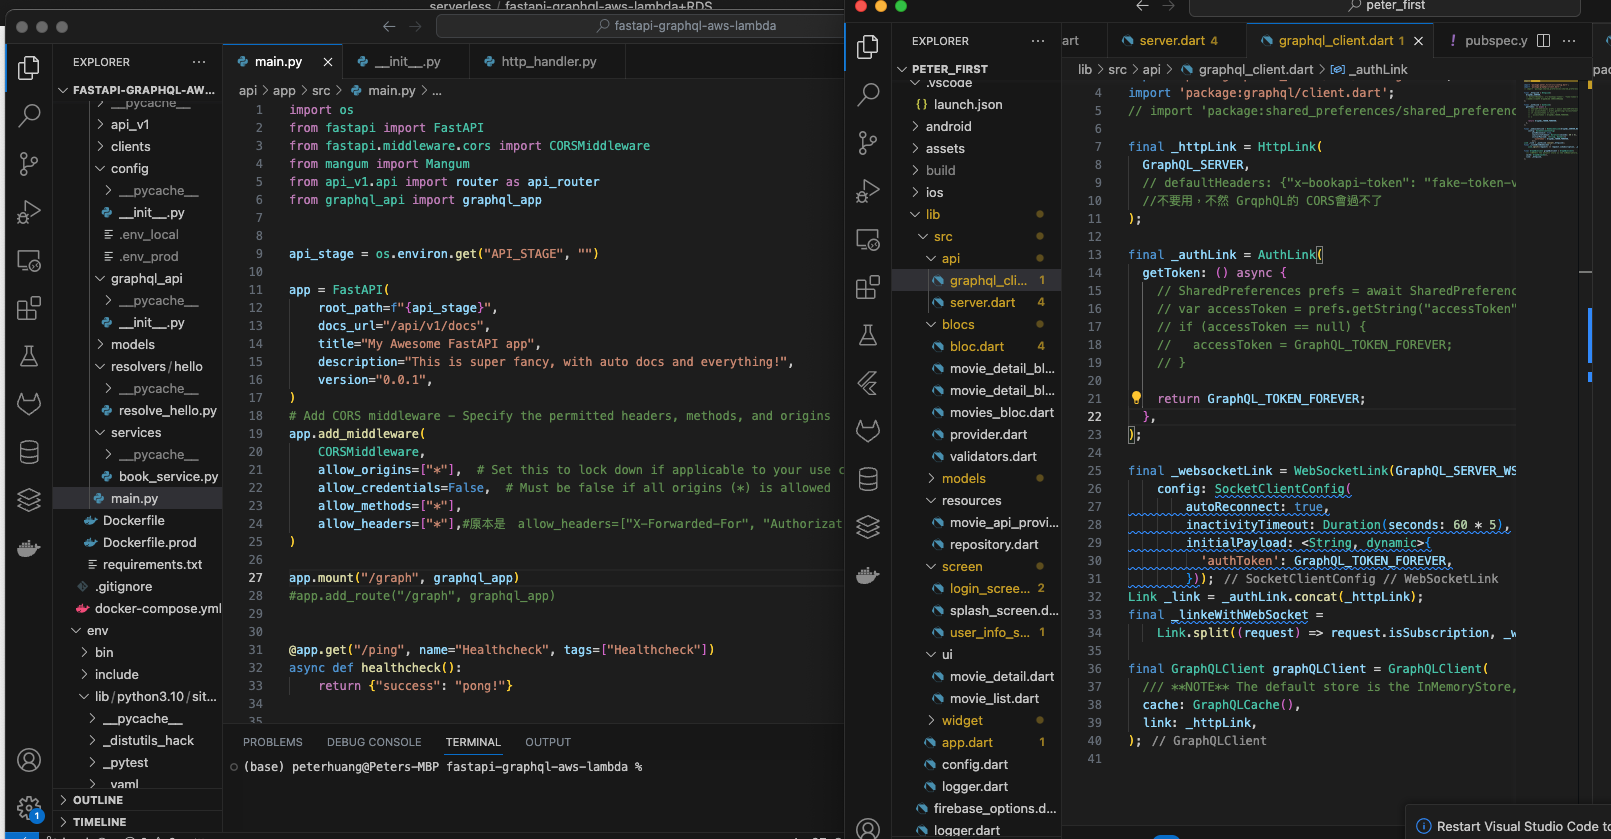 serverless / fastapi-graphql-aws-lambda+RDS
fastapi-graphql-aws-lambda
EXPLORER
FASTAPI-GRAPHQL-AW...
__pycache__
api_v1
clients
config
__pycache__
__init__.py
.env_local
.env_prod
graphql_api
__pycache__
__init__.py
models
resolvers/hello
__pycache__
resolve_hello.py
services
__pycache__
book_service.py
main.py
Dockerfile
Dockerfile.prod
requirements.txt
.gitignore
docker-compose.yml
env
bin
include
lib/python3.10/sit...
__pycache__
_distutils_hack
_pytest
yaml
OUTLINE
TIMELINE
1
main.py
__init__.py
http_handler.py
api > app > src > main.py > ...
1 import os
2 from fastapi import FastAPI
3 from fastapi.middleware.cors import CORSMiddleware
4 from mangum import Mangum
5 from api_v1.api import router as api_router
6 from graphql_api import graphql_app
7
8
9 api_stage = os.environ.get("API_STAGE", "")
10
11 app = FastAPI(
12 root_path=f"{api_stage}",
13 docs_url="/api/v1/docs",
14 title="My Awesome FastAPI app",
15 description="This is super fancy, with auto docs and everything!",
16 version="0.0.1",
17 )
18 # Add CORS middleware - Specify the permitted headers, methods, and origins
19 app.add_middleware(
20 CORSMiddleware,
21 allow_origins=["*"], # Set this to lock down if applicable to your use c
22 allow_credentials=False, # Must be false if all origins (*) is allowed
23 allow_methods=["*"],
24 allow_headers=["*"],#原本是 allow_headers=["X-Forwarded-For", "Authorizat
25 )
26
27 app.mount("/graph", graphql_app)
28 #app.add_route("/graph", graphql_app)
29
30
31 @app.get("/ping", name="Healthcheck", tags=["Healthcheck"])
32 async def healthcheck():
33 return {"success": "pong!"}
34
35
PROBLEMS DEBUG CONSOLE TERMINAL OUTPUT
(base) peterhuang@Peters-MBP fastapi-graphql-aws-lambda %
peter_first
EXPLORER
PETER_FIRST
.vscode
launch.json
android
assets
build
ios
lib
src
api
graphql_cli... 1
server.dart 4
blocs
bloc.dart 4
movie_detail_bl...
movie_detail_bl...
movies_bloc.dart
provider.dart
validators.dart
models
resources
movie_api_provi...
repository.dart
screen
login_scree... 2
splash_screen.d...
user_info_s... 1
ui
movie_detail.dart
movie_list.dart
widget
app.dart 1
config.dart
logger.dart
firebase_options.d...
logger.dart
art
server.dart 4
graphql_client.dart 1
! pubspec.y
lib > src > api > graphql_client.dart > _authLink
pac
4 import 'package:graphql/client.dart';
5 // import 'package:shared_preferences/shared_preferenc
6
7 final _httpLink = HttpLink(
8 GraphQL_SERVER,
9 // defaultHeaders: {"x-bookapi-token": "fake-token-v
10 //不要用，不然 GrqphQL的 CORS會過不了
11 );
12
13 final _authLink = AuthLink(
14 getToken: () async {
15 // SharedPreferences prefs = await SharedPreferenc
16 // var accessToken = prefs.getString("accessToken"
17 // if (accessToken == null) {
18 // accessToken = GraphQL_TOKEN_FOREVER;
19 // }
20
21 return GraphQL_TOKEN_FOREVER;
22 },
23 );
24
25 final _websocketLink = WebSocketLink(GraphQL_SERVER_WS
26 config: SocketClientConfig(
27 autoReconnect: true,
28 inactivityTimeout: Duration(seconds: 60 * 5),
29 initialPayload: <String, dynamic>{
30 'authToken': GraphQL_TOKEN_FOREVER,
31 })); // SocketClientConfig // WebSocketLink
32 Link _link = _authLink.concat(_httpLink);
33 final _linkeWithWebSocket =
34 Link.split((request) => request.isSubscription, _w
35
36 final GraphQLClient graphQLClient = GraphQLClient(
37 /// **NOTE** The default store is the InMemoryStore,
38 cache: GraphQLCache(),
39 link: _httpLink,
40 ); // GraphQLClient
41
Restart Visual Studio Code to